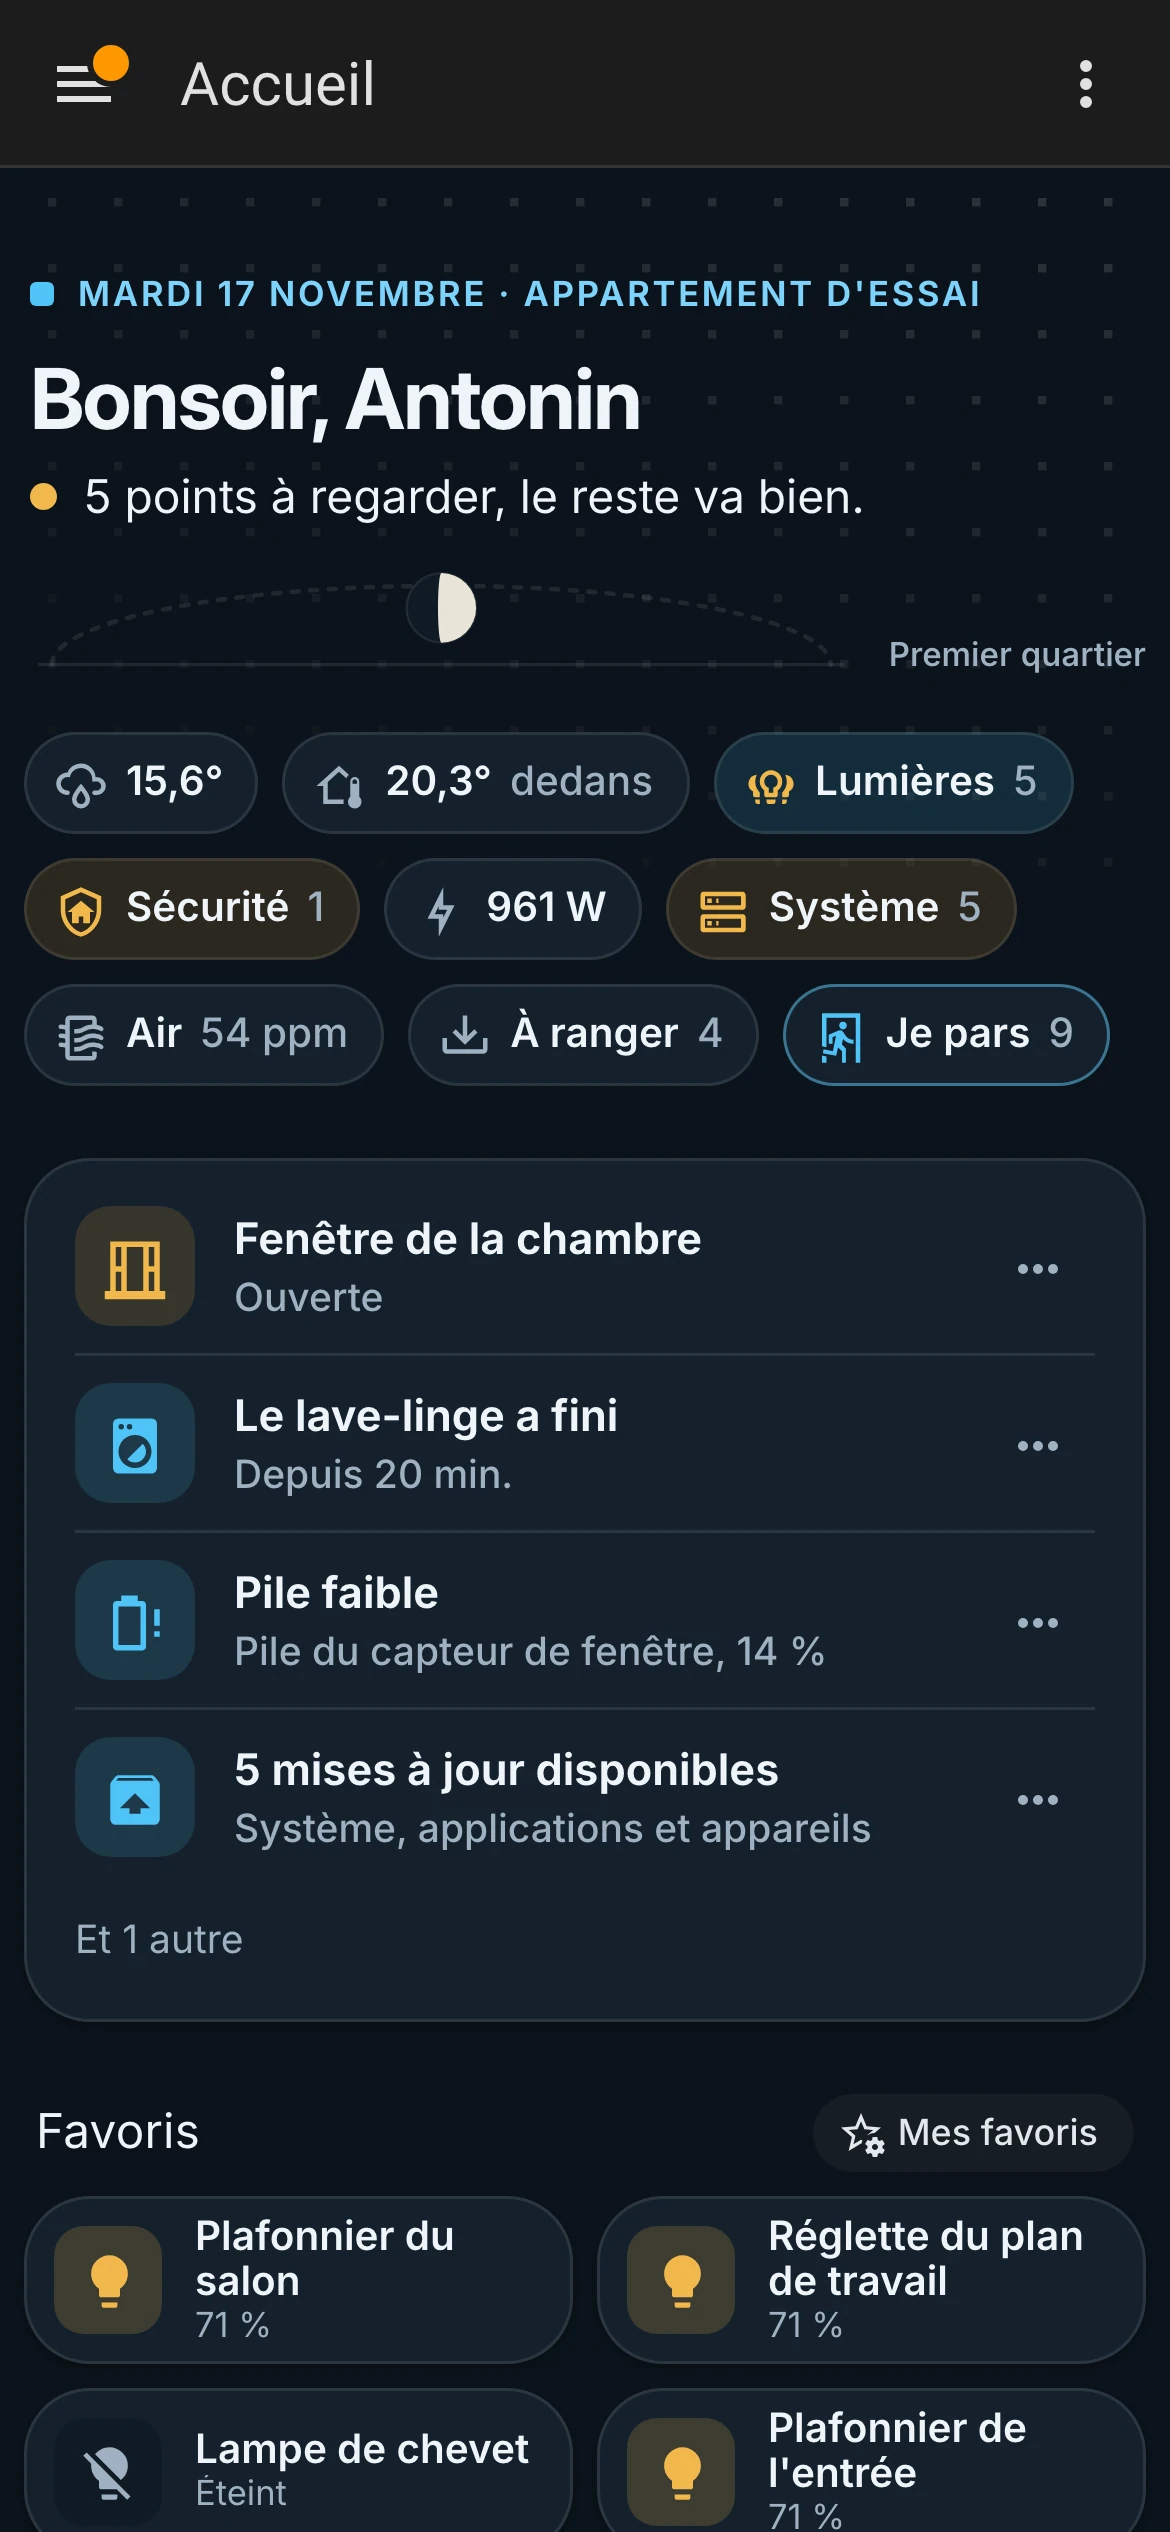 Accueil
MARDI 17 NOVEMBRE · APPARTEMENT D'ESSAI
Bonsoir, Antonin
5 points à regarder, le reste va bien.
Premier quartier
15,6°
20,3° dedans
Lumières 5
Sécurité 1
961 W
Système 5
Air 54 ppm
À ranger 4
Je pars 9
Fenêtre de la chambre
Ouverte
Le lave-linge a fini
Depuis 20 min.
Pile faible
Pile du capteur de fenêtre, 14 %
5 mises à jour disponibles
Système, applications et appareils
Et 1 autre
Favoris
Mes favoris
Plafonnier du
salon
71 %
Réglette du plan
de travail
71 %
Lampe de chevet
Éteint
Plafonnier de
l'entrée
71 %